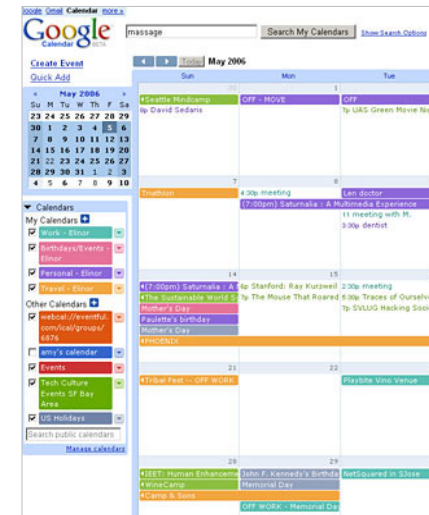 Google Gmail Calendar more »
Google
Calendar BETA
massage
Search My Calendars
Show Search Options
Create Event
Quick Add
Today
May 2006
Sun Mon Tue
« May 2006 »
Su M Tu W Th F Sa
23 24 25 26 27 28 29
30 1 2 3 4 5 6
7 8 9 10 11 12 13
14 15 16 17 18 19 20
21 22 23 24 25 26 27
28 29 30 31 1 2 3
4 5 6 7 8 9 10
Calendars
My Calendars
Work - Elinor
Birthdays/Events -
Elinor
Personal - Elinor
Travel - Elinor
Other Calendars
webcal://eventful.
com/ical/groups/
6876
amy's calendar
Events
Tech Culture
Events SF Bay
Area
US Holidays
Search public calendars
Manage calendars
30 1
Seattle Mindcamp
OFF - MOVE
OFF
6p David Sedaris
7p UAS Green Movie
7 8
Triathlon
4:30p meeting
Len doctor
(7:00pm) Saturnalia : A Multimedia Experience
11 meeting with M.
3:30p dentist
14 15
(7:00pm) Saturnalia : A
6p Stanford: Ray Kurzweil
2:30p meeting
The Sustainable World
7p The Mouse That Roared
6:30p Traces of
Mother's Day
7p SVLUG Hacking
Paulette's birthday
Mother's Day
PHOENIX
21 22
Tribal Fest -- OFF WORK
Playbite Vino Venue
28 29
IEET: Human
John F. Kennedy's
NetSquared in SJose
WineCamp
Memorial Day
Camp & Sons
OFF WORK - Memorial